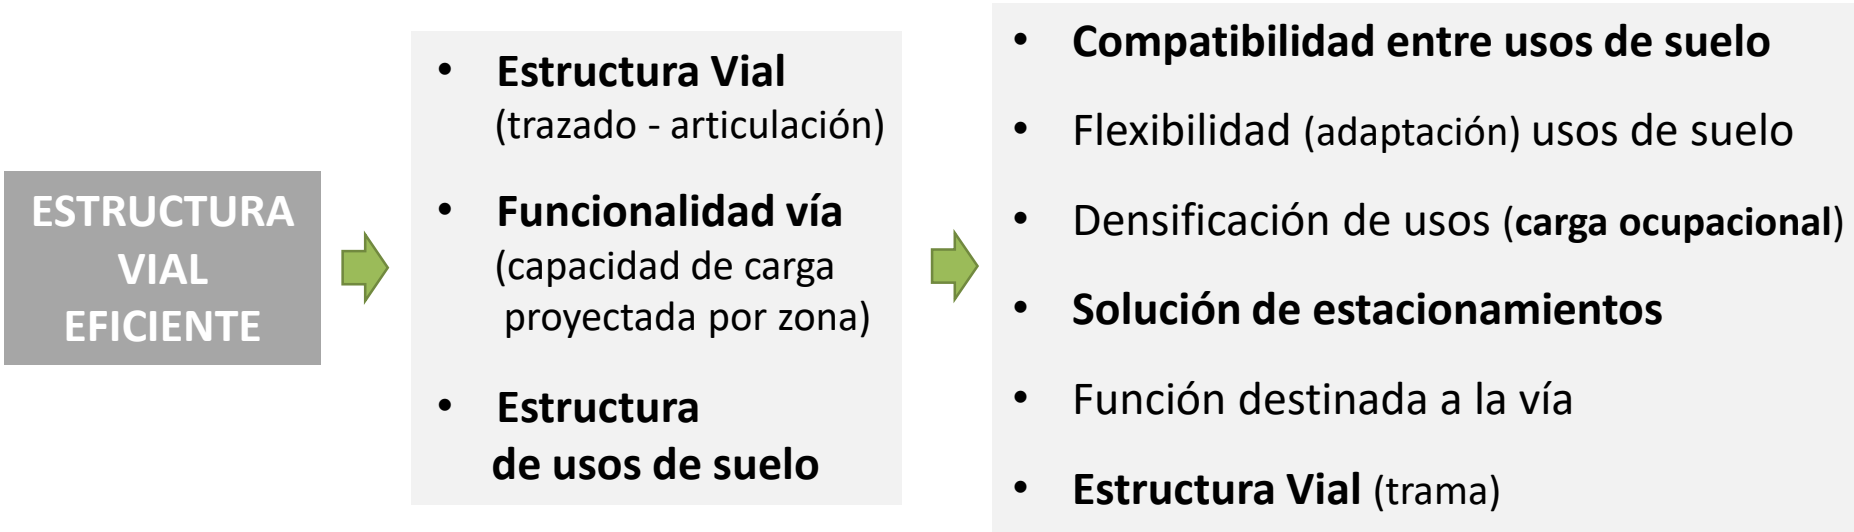 ESTRUCTURA
VIAL
EFICIENTE
• Estructura Vial
(trazado - articulación)
• Funcionalidad vía
(capacidad de carga
proyectada por zona)
• Estructura
de usos de suelo
• Compatibilidad entre usos de suelo
• Flexibilidad (adaptación) usos de suelo
• Densificación de usos (carga ocupacional)
• Solución de estacionamientos
• Función destinada a la vía
• Estructura Vial (trama)